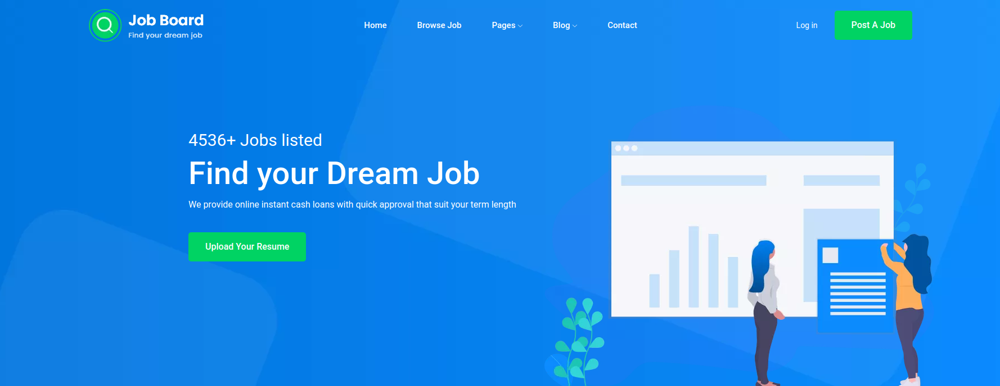 Job Board
Find your dream job
Home
Browse Job
Pages
Blog
Contact
Log in
Post A Job
4536+ Jobs listed
Find your Dream Job
We provide online instant cash loans with quick approval that suit your term length
Upload Your Resume